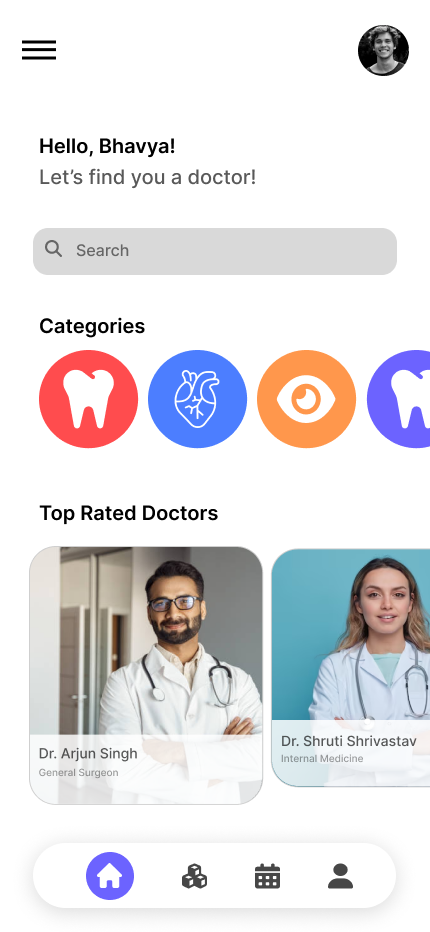 Hello, Bhavya!
Let’s find you a doctor!
Search
Categories
Top Rated Doctors
Dr. Arjun Singh
General Surgeon
Dr. Shruti Shrivastav
Internal Medicine